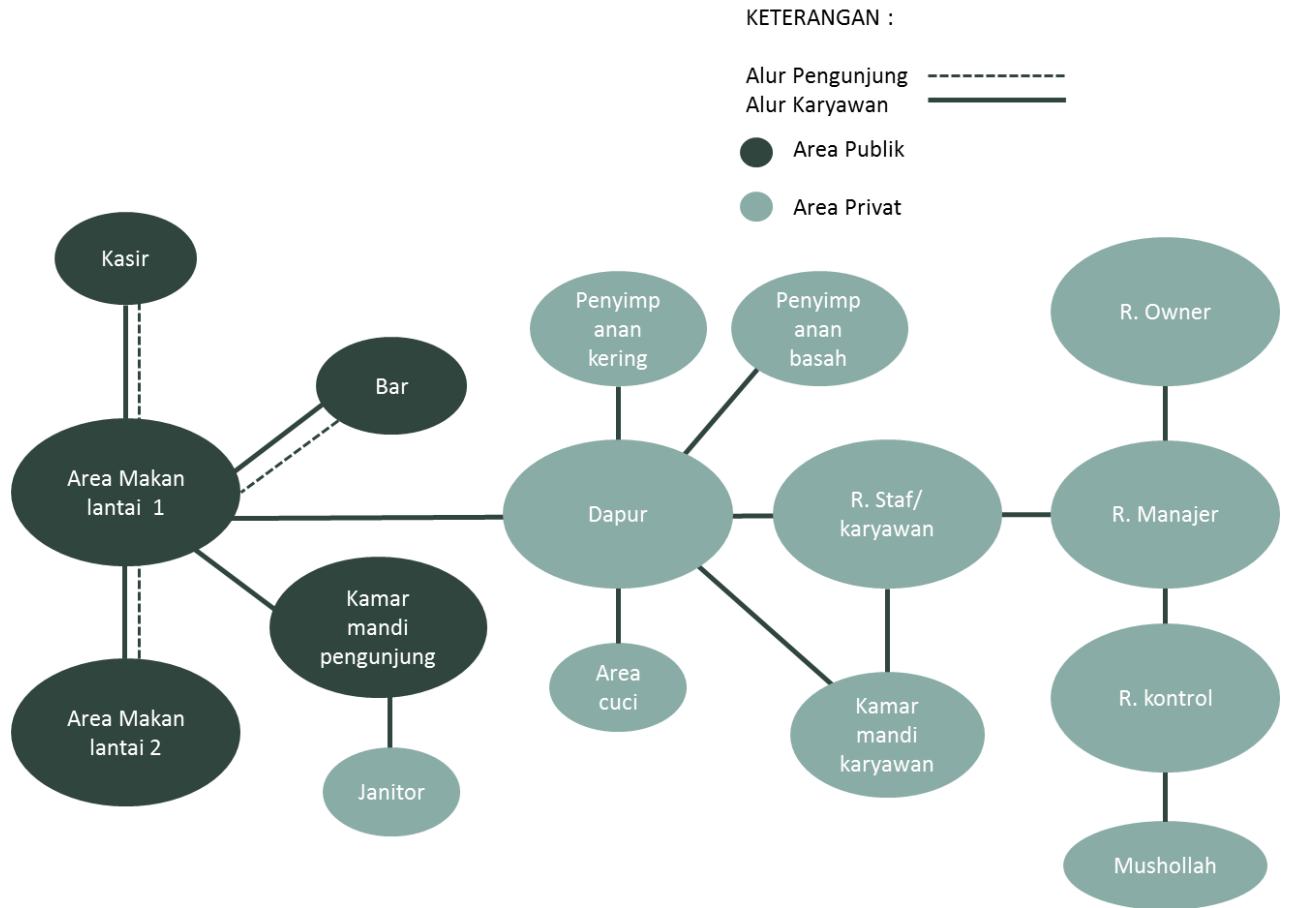 KETERANGAN :
Alur Pengunjung
Alur Karyawan
Area Publik
Area Privat
Kasir
Bar
Area Makan
lantai 1
Kamar
mandi
pengunjung
Area Makan
lantai 2
Janitor
Penyimp
anan
kering
Penyimp
anan
basah
Dapur
R. Staf/
karyawan
Area
cuci
Kamar
mandi
karyawan
R. Owner
R. Manajer
R. kontrol
Mushollah